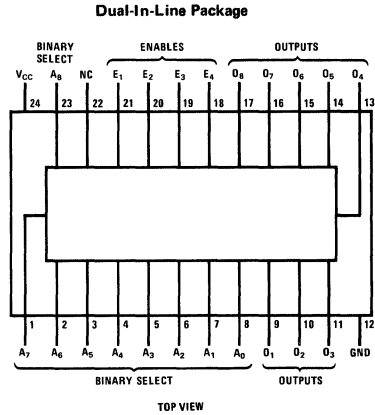 Dual-In-Line Package
BINARY SELECT ENABLES OUTPUTS
VCC A8 NC E1 E2 E3 E4 O8 O7 O6 O5 O4
24 23 22 21 20 19 18 17 16 15 14 13
1 2 3 4 5 6 7 8 9 10 11 12
A7 A6 A5 A4 A3 A2 A1 A0 O1 O2 O3 GND
BINARY SELECT OUTPUTS
TOP VIEW